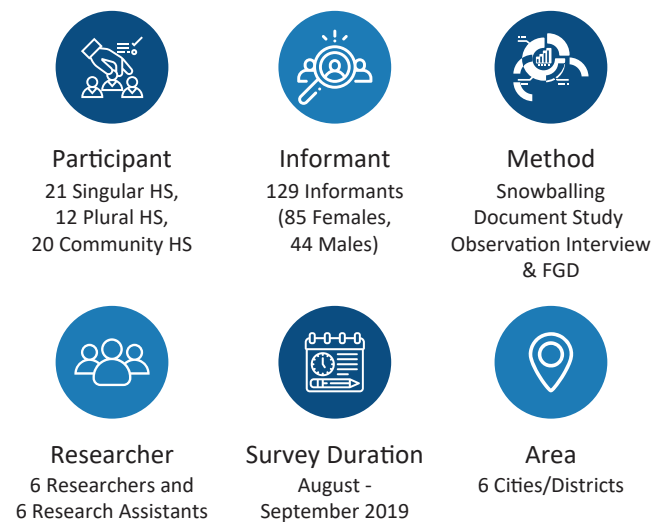 Participant
21 Singular HS,
12 Plural HS,
20 Community HS
Informant
129 Informants
(85 Females,
44 Males)
Method
Snowballing
Document Study
Observation Interview
& FGD
Researcher
6 Researchers and
6 Research Assistants
Survey Duration
August -
September 2019
Area
6 Cities/Districts